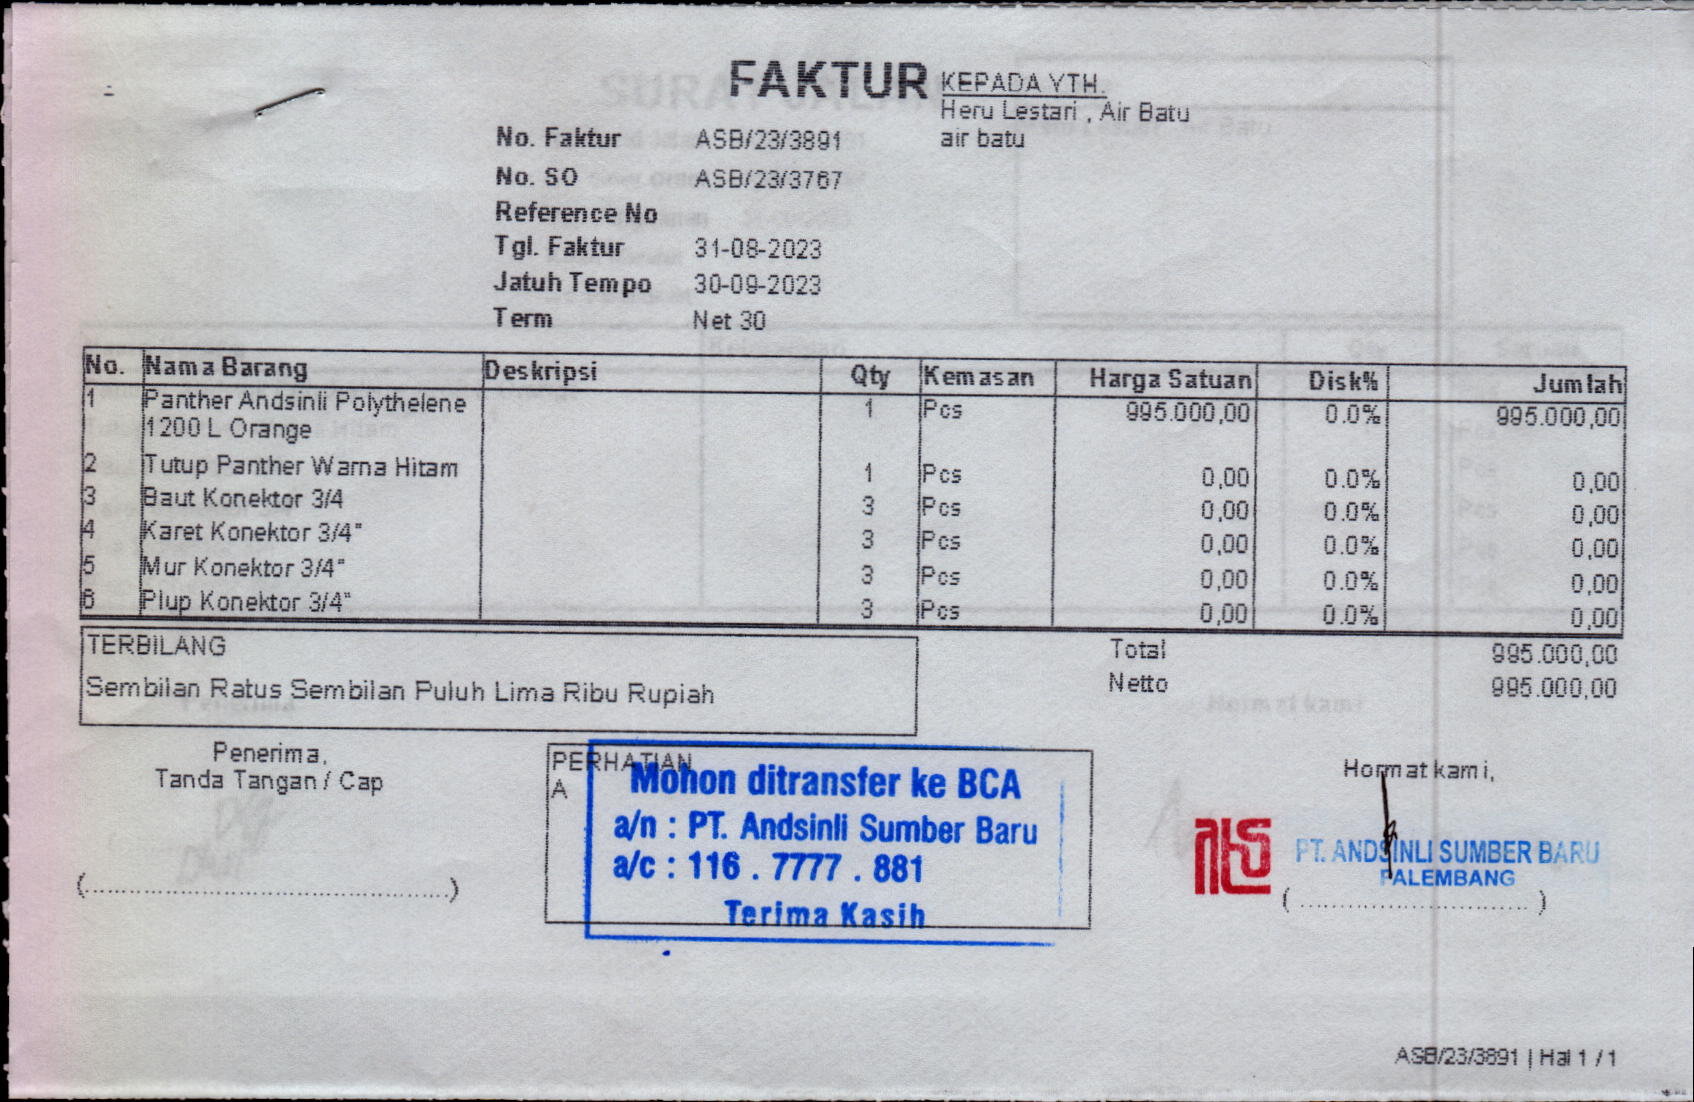 FAKTUR
KEPADA YTH.
Heru Lestari , Air Batu
air batu
No. Faktur ASB/23/3891
No. SO ASB/23/3767
Reference No
Tgl. Faktur 31-08-2023
Jatuh Tempo 30-09-2023
Term Net 30
No. Nama Barang Deskripsi Qty Kemasan Harga Satuan Disk% Jumlah
1 Panther Andsinli Polythelene 1 Pcs 995.000,00 0.0% 995.000,00
1200 L Orange
2 Tutup Panther Warna Hitam 1 Pcs 0,00 0.0% 0,00
3 Baut Konektor 3/4 3 Pcs 0,00 0.0% 0,00
4 Karet Konektor 3/4" 3 Pcs 0,00 0.0% 0,00
5 Mur Konektor 3/4" 3 Pcs 0,00 0.0% 0,00
6 Plup Konektor 3/4" 3 Pcs 0,00 0.0% 0,00
TERBILANG
Sembilan Ratus Sembilan Puluh Lima Ribu Rupiah
Total 995.000,00
Netto 995.000,00
Penerima,
Tanda Tangan / Cap
(..........................................)
PERHATIAN
A
Mohon ditransfer ke BCA
a/n : PT. Andsinli Sumber Baru
a/c : 116 . 7777 . 881
Terima Kasih
Hormat kami,
PT. ANDSINLI SUMBER BARU
PALEMBANG
( .......................... )
ASB/23/3891 | Hal 1 / 1